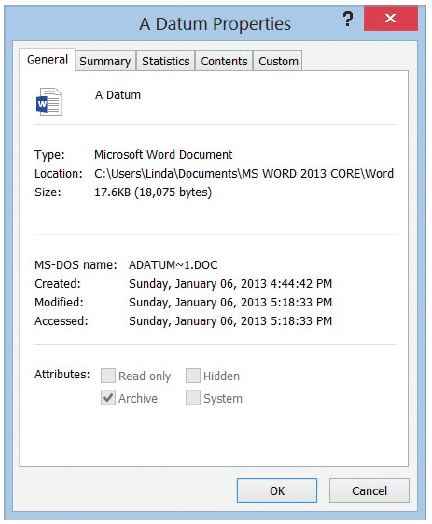 A Datum Properties
? ×
General Summary Statistics Contents Custom
W
A Datum
Type: Microsoft Word Document
Location: C:\Users\Linda\Documents\MS WORD 2013 CORE\Word
Size: 17.6KB (18,075 bytes)
MS-DOS name: ADATUM~1.DOC
Created: Sunday, January 06, 2013 4:44:42 PM
Modified: Sunday, January 06, 2013 5:18:33 PM
Accessed: Sunday, January 06, 2013 5:18:33 PM
Attributes: Read only Hidden
Archive System
OK Cancel